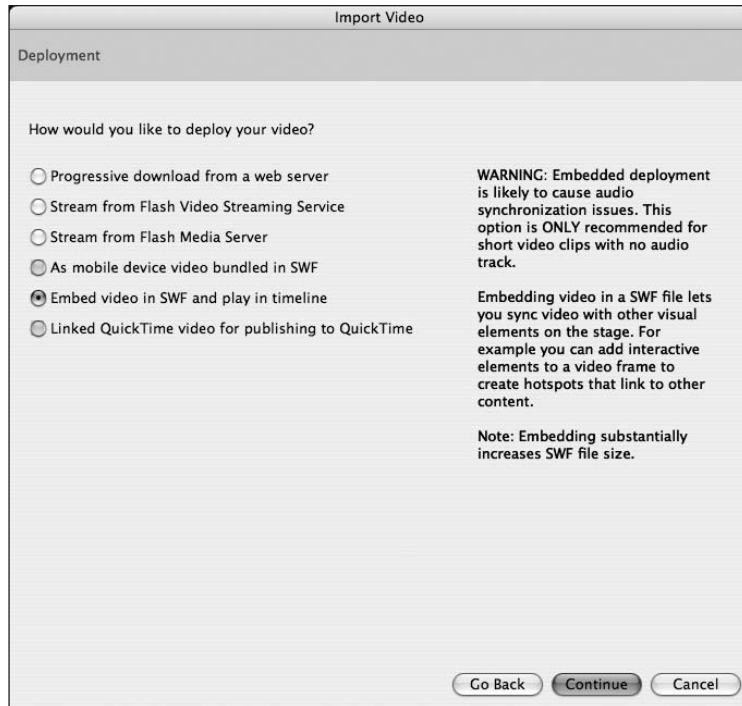 Import Video
Deployment
How would you like to deploy your video?
Progressive download from a web server
Stream from Flash Video Streaming Service
Stream from Flash Media Server
As mobile device video bundled in SWF
Embed video in SWF and play in timeline
Linked QuickTime video for publishing to QuickTime
WARNING: Embedded deployment
is likely to cause audio
synchronization issues. This
option is ONLY recommended for
short video clips with no audio
track.
Embedding video in a SWF file lets
you sync video with other visual
elements on the stage. For
example you can add interactive
elements to a video frame to
create hotspots that link to other
content.
Note: Embedding substantially
increases SWF file size.
Go Back
Continue
Cancel